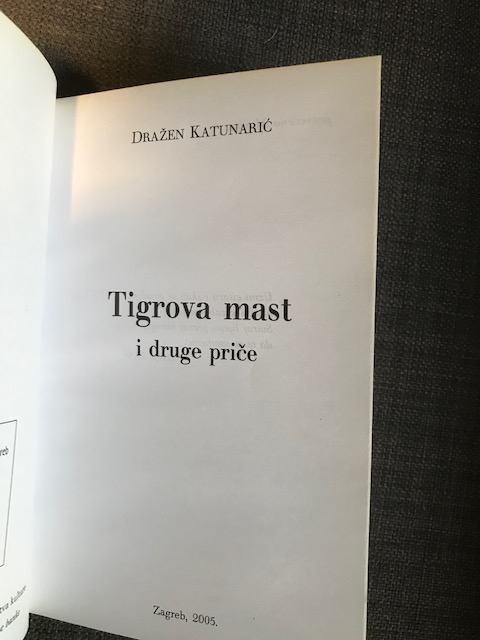 DRAŽEN KATUNARIĆ
Tigrova mast
i druge priče
Zagreb, 2005.